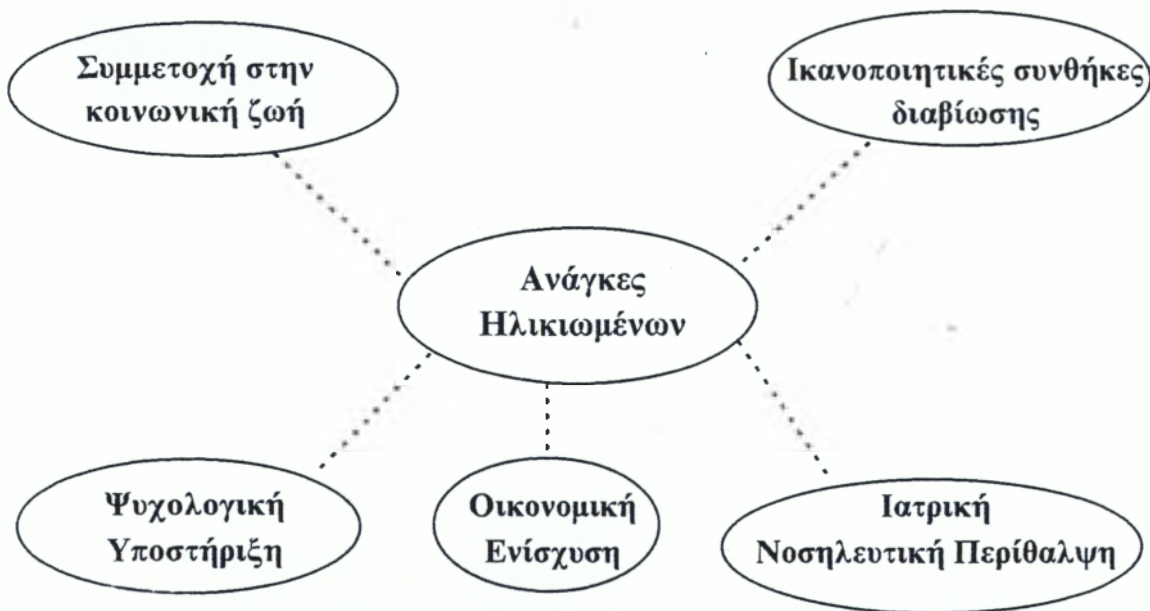 Συμμετοχή στην
κοινωνική ζωή
Ικανοποιητικές συνθήκες
διαβίωσης
Ανάγκες
Ηλικιωμένων
Ψυχολογική
Υποστήριξη
Οικονομική
Ενίσχυση
Ιατρική
Νοσηλευτική Περίθαλψη